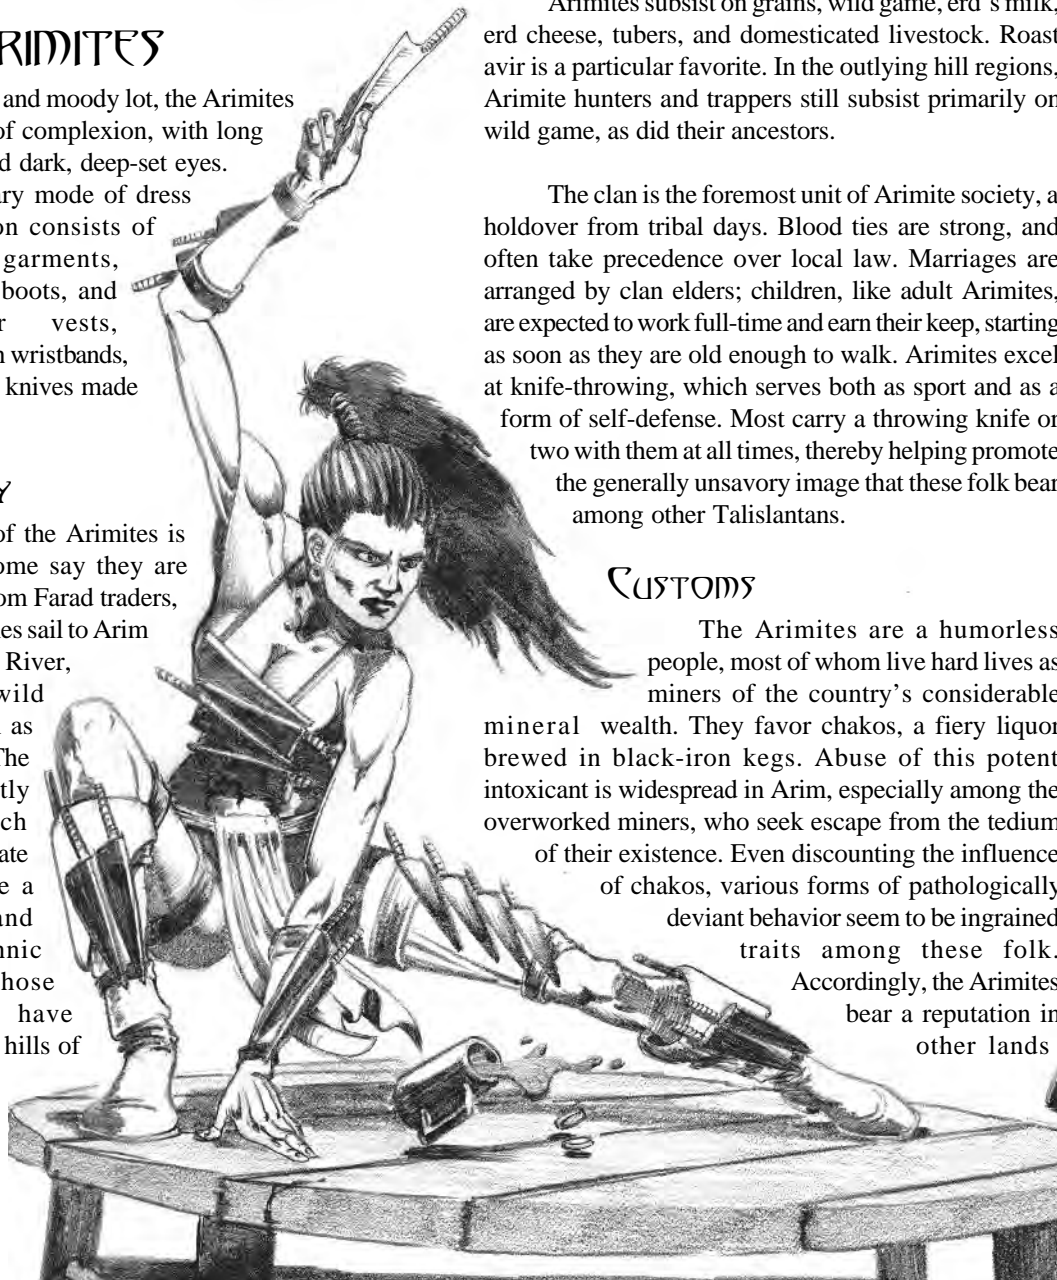 RIMITES
and moody lot, the Arimites
of complexion, with long
d dark, deep-set eyes.
ary mode of dress
on consists of
garments,
boots, and
r vests,
n wristbands,
knives made
y
of the Arimites is
ome say they are
om Farad traders,
es sail to Arim
River,
wild
as
The
tly
ch
ate
e a
and
nnic
hose
have
hills of
Arimites subsist on grains, wild game, erd's milk,
erd cheese, tubers, and domesticated livestock. Roast
avir is a particular favorite. In the outlying hill regions,
Arimite hunters and trappers still subsist primarily on
wild game, as did their ancestors.
The clan is the foremost unit of Arimite society, a
holdover from tribal days. Blood ties are strong, and
often take precedence over local law. Marriages are
arranged by clan elders; children, like adult Arimites,
are expected to work full-time and earn their keep, starting
as soon as they are old enough to walk. Arimites excel
at knife-throwing, which serves both as sport and as a
form of self-defense. Most carry a throwing knife or
two with them at all times, thereby helping promote
the generally unsavory image that these folk bear
among other Talislantans.
Customs
The Arimites are a humorless
people, most of whom live hard lives as
miners of the country's considerable
mineral wealth. They favor chakos, a fiery liquor
brewed in black-iron kegs. Abuse of this potent
intoxicant is widespread in Arim, especially among the
overworked miners, who seek escape from the tedium
of their existence. Even discounting the influence
of chakos, various forms of pathologically
deviant behavior seem to be ingrained
traits among these folk.
Accordingly, the Arimites
bear a reputation in
other lands